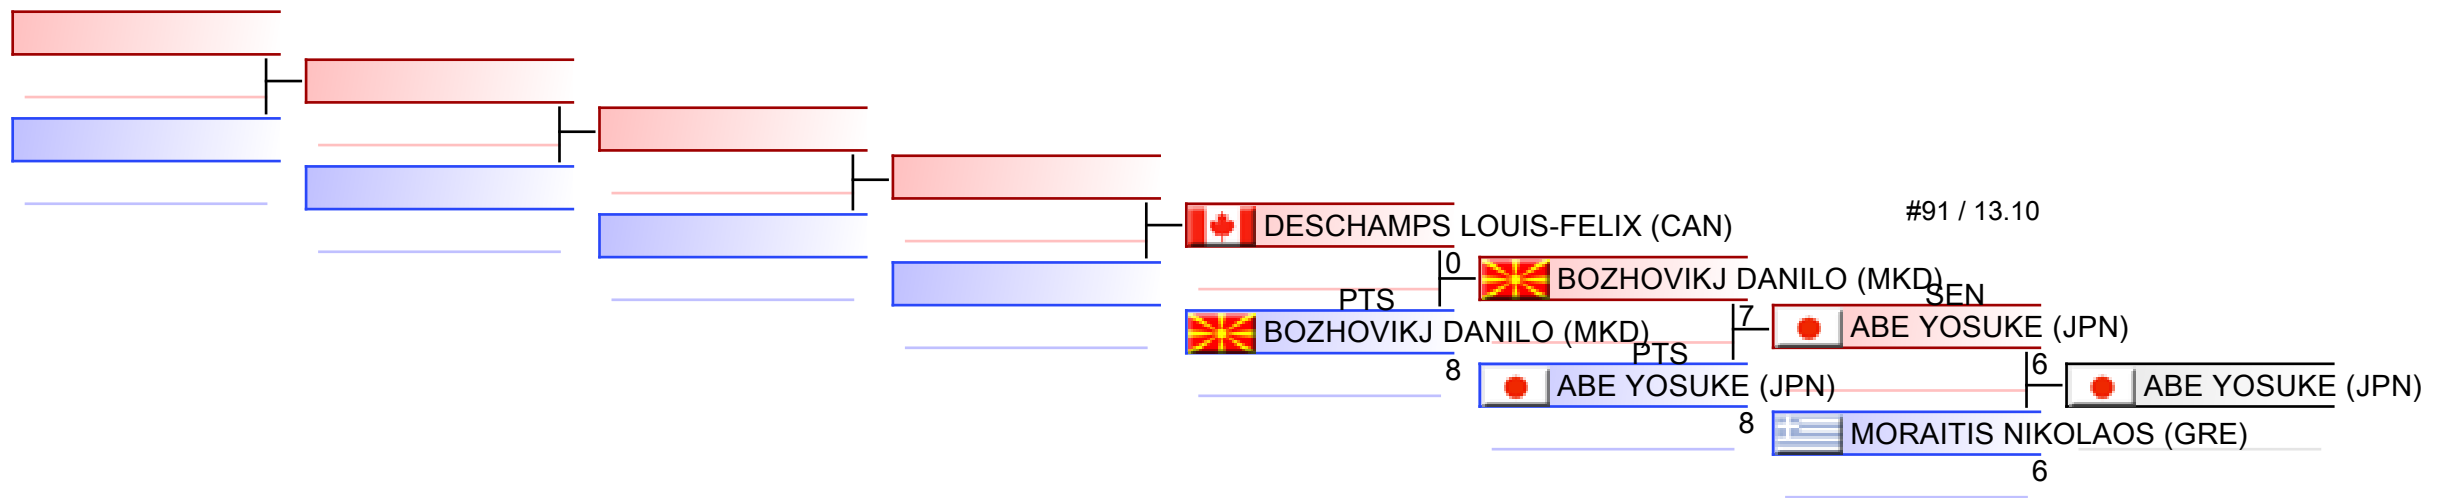 #91 / 13.10
DESCHAMPS LOUIS-FELIX (CAN)
0
PTS
BOZHOVIKJ DANILO (MKD)
8
BOZHOVIKJ DANILO (MKD)
7
PTS
ABE YOSUKE (JPN)
8
SEN
ABE YOSUKE (JPN)
6
MORAITIS NIKOLAOS (GRE)
6
ABE YOSUKE (JPN)